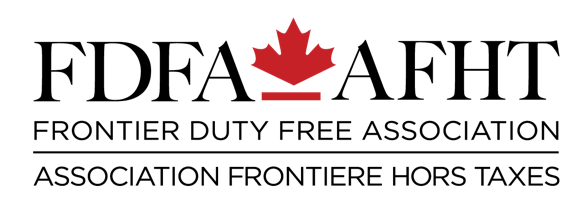 FDFA AFHT
FRONTIER DUTY FREE ASSOCIATION
ASSOCIATION FRONTIERE HORS TAXES